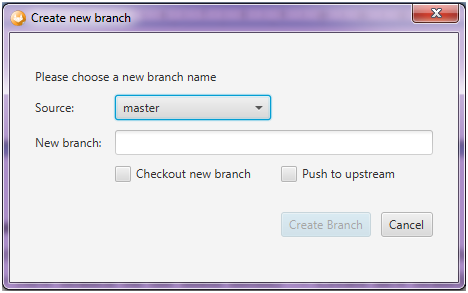 Create new branch
Please choose a new branch name
Source: master
New branch:
Checkout new branch Push to upstream
Create Branch Cancel